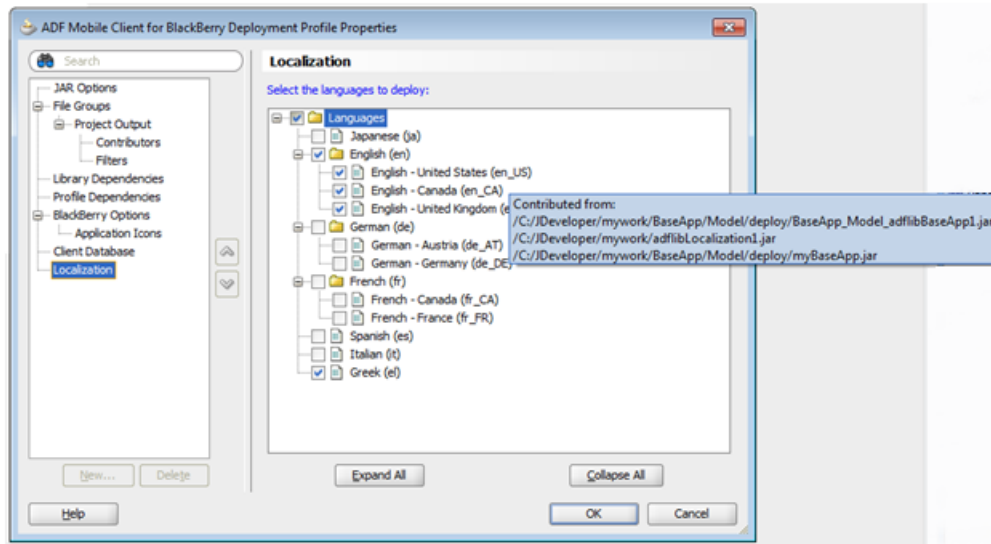 ADF Mobile Client for BlackBerry Deployment Profile Properties
Search
JAR Options
File Groups
Project Output
Contributors
Filters
Library Dependencies
Profile Dependencies
BlackBerry Options
Application Icons
Client Database
Localization
New...
Delete
Localization
Select the languages to deploy:
Languages
Japanese (ja)
English (en)
English - United States (en_US)
English - Canada (en_CA)
English - United Kingdom (e
German (de)
German - Austria (de_AT)
German - Germany (de_DE)
French (fr)
French - Canada (fr_CA)
French - France (fr_FR)
Spanish (es)
Italian (it)
Greek (el)
Contributed from:
/C:/JDeveloper/mywork/BaseApp/Model/deploy/BaseApp_Model_adflibBaseApp1.jar
/C:/JDeveloper/mywork/adflibLocalization1.jar
/C:/JDeveloper/mywork/BaseApp/Model/deploy/myBaseApp.jar
Expand All
Collapse All
Help
OK
Cancel